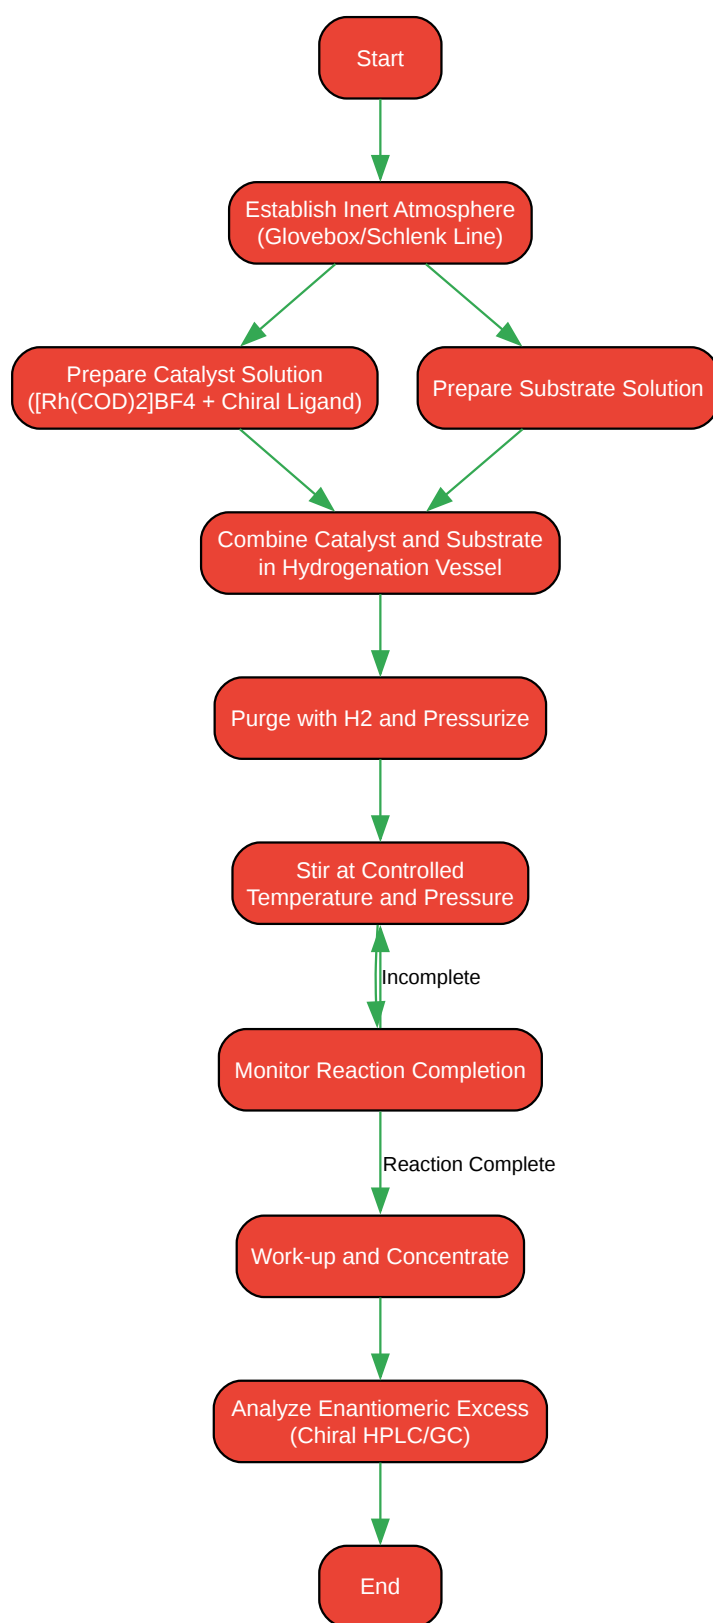 Start
Establish Inert Atmosphere
(Glovebox/Schlenk Line)
Prepare Catalyst Solution
([Rh(COD)2]BF4 + Chiral Ligand)
Prepare Substrate Solution
Combine Catalyst and Substrate
in Hydrogenation Vessel
Purge with H2 and Pressurize
Stir at Controlled
Temperature and Pressure
Incomplete
Monitor Reaction Completion
Reaction Complete
Work-up and Concentrate
Analyze Enantiomeric Excess
(Chiral HPLC/GC)
End